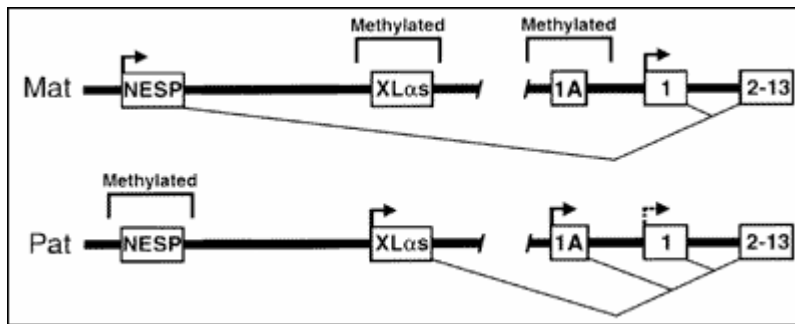 Methylated Methylated
Mat NESP XLαs 1A 1 2-13
Methylated
Pat NESP XLαs 1A 1 2-13